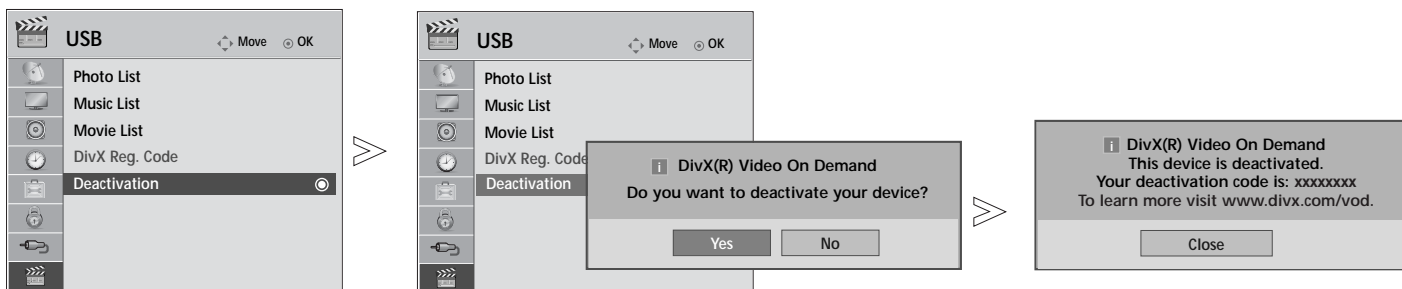 USB
Move
OK
Photo List
Music List
Movie List
DivX Reg. Code
Deactivation
USB
Move
OK
Photo List
Music List
Movie List
DivX Reg. Code
Deactivation
i DivX(R) Video On Demand
Do you want to deactivate your device?
Yes
No
i DivX(R) Video On Demand
This device is deactivated.
Your deactivation code is: xxxxxxxx
To learn more visit www.divx.com/vod.
Close